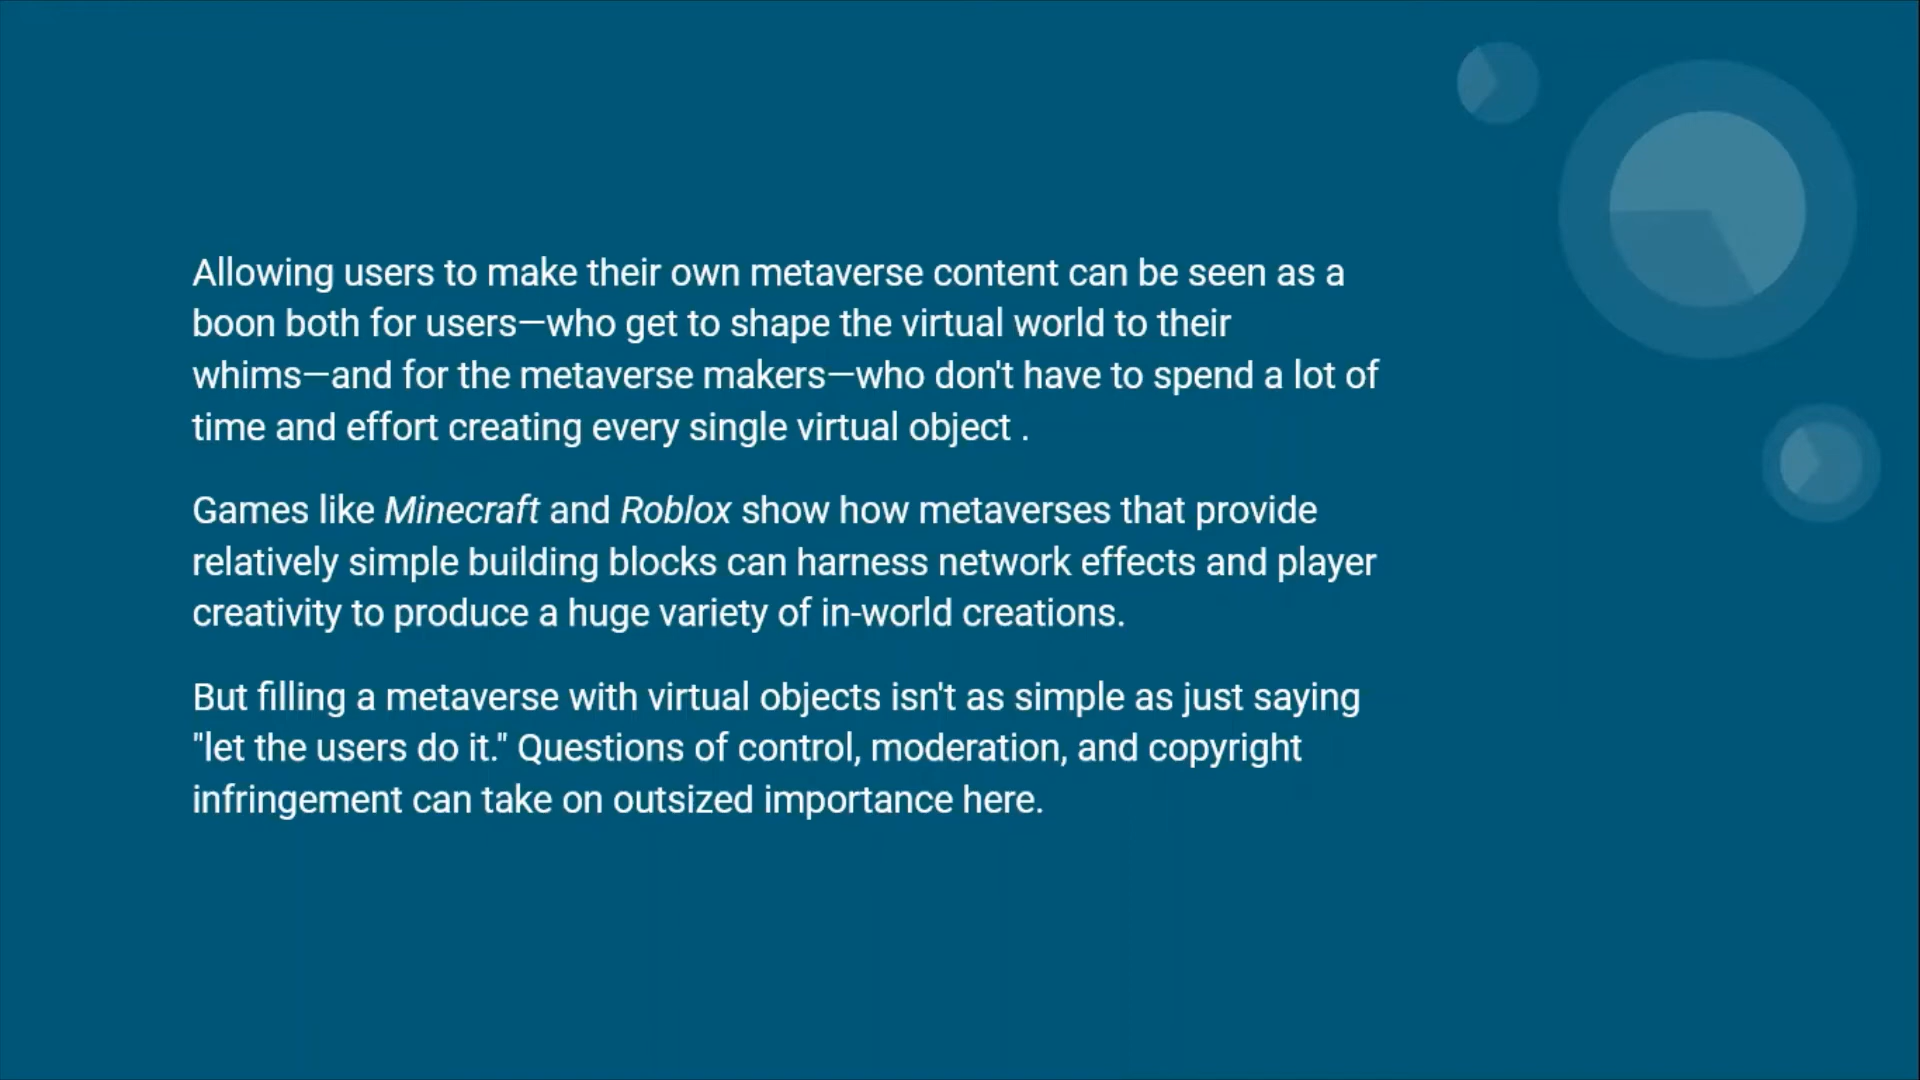 Allowing users to make their own metaverse content can be seen as a
boon both for users—who get to shape the virtual world to their
whims—and for the metaverse makers—who don't have to spend a lot of
time and effort creating every single virtual object .
Games like Minecraft and Roblox show how metaverses that provide
relatively simple building blocks can harness network effects and player
creativity to produce a huge variety of in-world creations.
But filling a metaverse with virtual objects isn't as simple as just saying
"let the users do it." Questions of control, moderation, and copyright
infringement can take on outsized importance here.